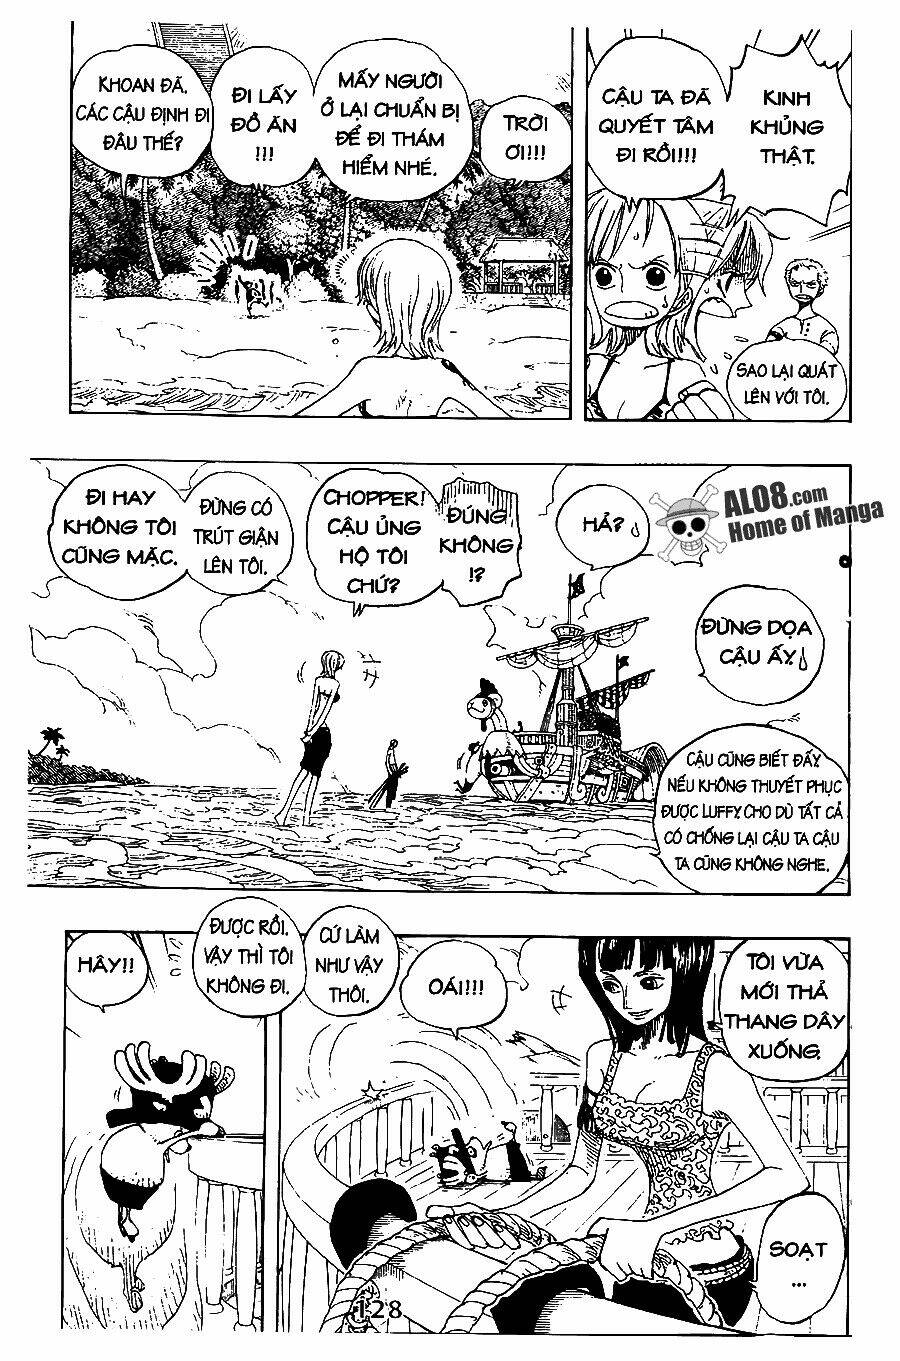 KINH
KHỦNG
THẬT.
CẬU TA ĐÃ
QUYẾT TÂM
ĐI RỒI!!!!
SAO LẠI QUÁT
LÊN VỚI TÔI.
TRỜI
ƠI!!!!
MẤY NGƯỜI
Ở LẠI CHUẨN BỊ
ĐỂ ĐI THÁM
HIỂM NHÉ.
ĐI LẤY
ĐỒ ĂN
!!!
KHOAN ĐÃ.
CÁC CẬU ĐỊNH ĐI
ĐÂU THẾ?
AL08.com
Home of Manga
HẢ?
ĐÚNG
KHÔNG
!?
CHOPPER!
CẬU ỦNG
HỘ TÔI
CHỨ?
ĐỪNG CÓ
TRÚT GIẬN
LÊN TÔI.
ĐI HAY
KHÔNG TÔI
CŨNG MẶC.
ĐỪNG DỌA
CẬU ẤY.
CẬU CŨNG BIẾT ĐẤY
NẾU KHÔNG THUYẾT PHỤC
ĐƯỢC LUFFY.CHO DÙ TẤT CẢ
CÓ CHỐNG LẠI CẬU TA CẬU
TA CŨNG KHÔNG NGHE.
TÔI VỪA
MỚI THẢ
THANG DÂY
XUỐNG.
OÁI!!!!
CỨ LÀM
NHƯ VẬY
THÔI.
ĐƯỢC RỒI.
VẬY THÌ TÔI
KHÔNG ĐI.
HÂY!!
SOẠT
...
128